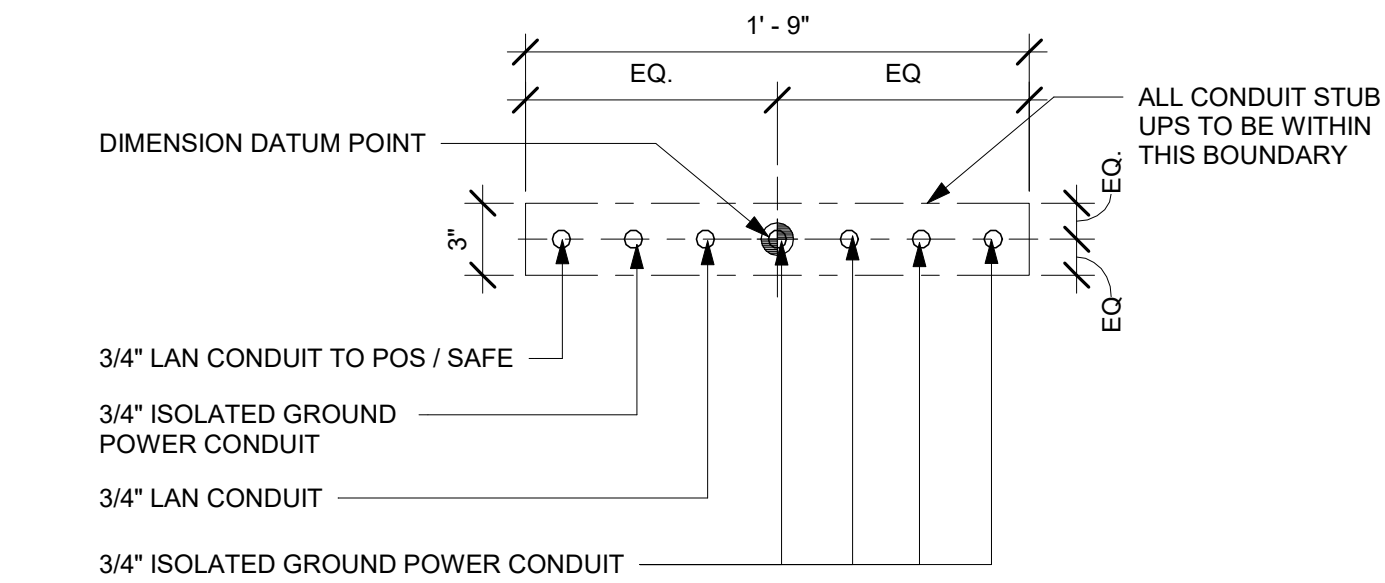 1' - 9"
EQ.
EQ
ALL CONDUIT STUB
UPS TO BE WITHIN
THIS BOUNDARY
DIMENSION DATUM POINT
EQ.
3"
EQ
3/4" LAN CONDUIT TO POS / SAFE
3/4" ISOLATED GROUND
POWER CONDUIT
3/4" LAN CONDUIT
3/4" ISOLATED GROUND POWER CONDUIT